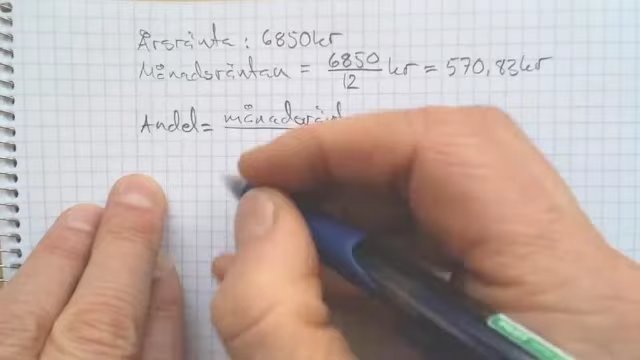 Årsränta: 6850kr
Månadsräntan = 6850/12 kr = 570,83kr
Andel =